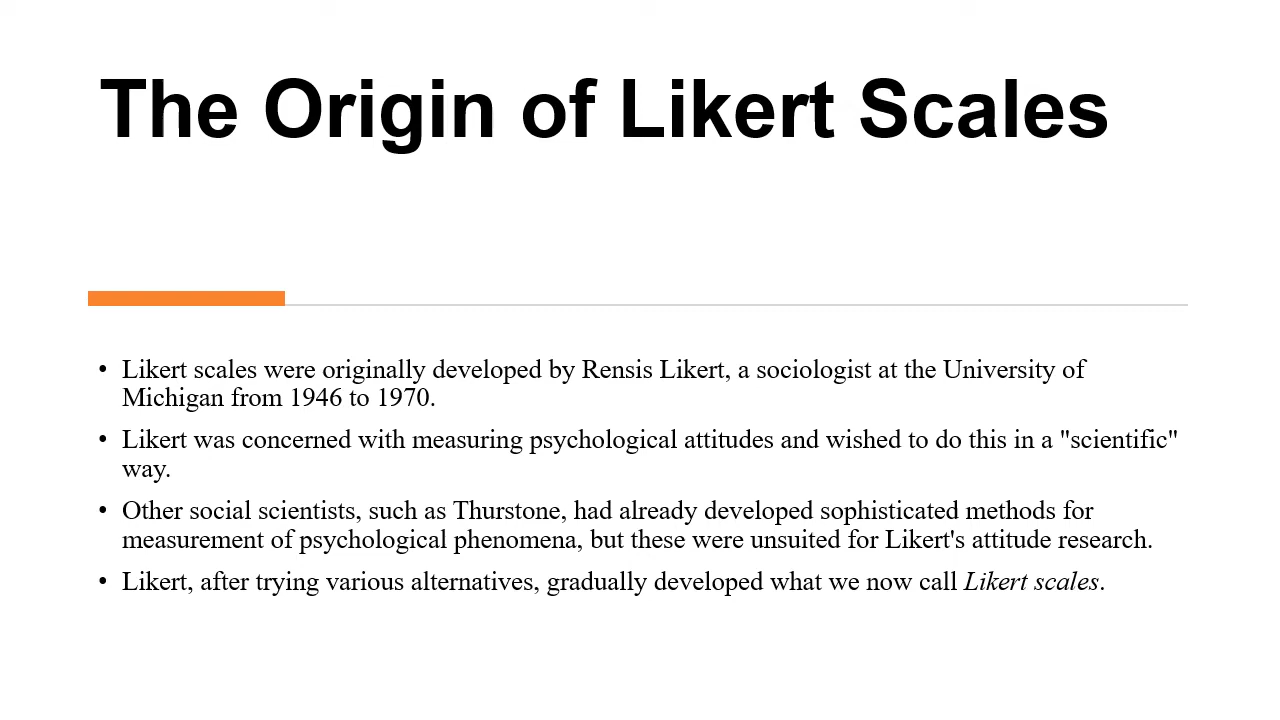 The Origin of Likert Scales
• Likert scales were originally developed by Rensis Likert, a sociologist at the University of
Michigan from 1946 to 1970.
• Likert was concerned with measuring psychological attitudes and wished to do this in a "scientific"
way.
• Other social scientists, such as Thurstone, had already developed sophisticated methods for
measurement of psychological phenomena, but these were unsuited for Likert's attitude research.
• Likert, after trying various alternatives, gradually developed what we now call Likert scales.